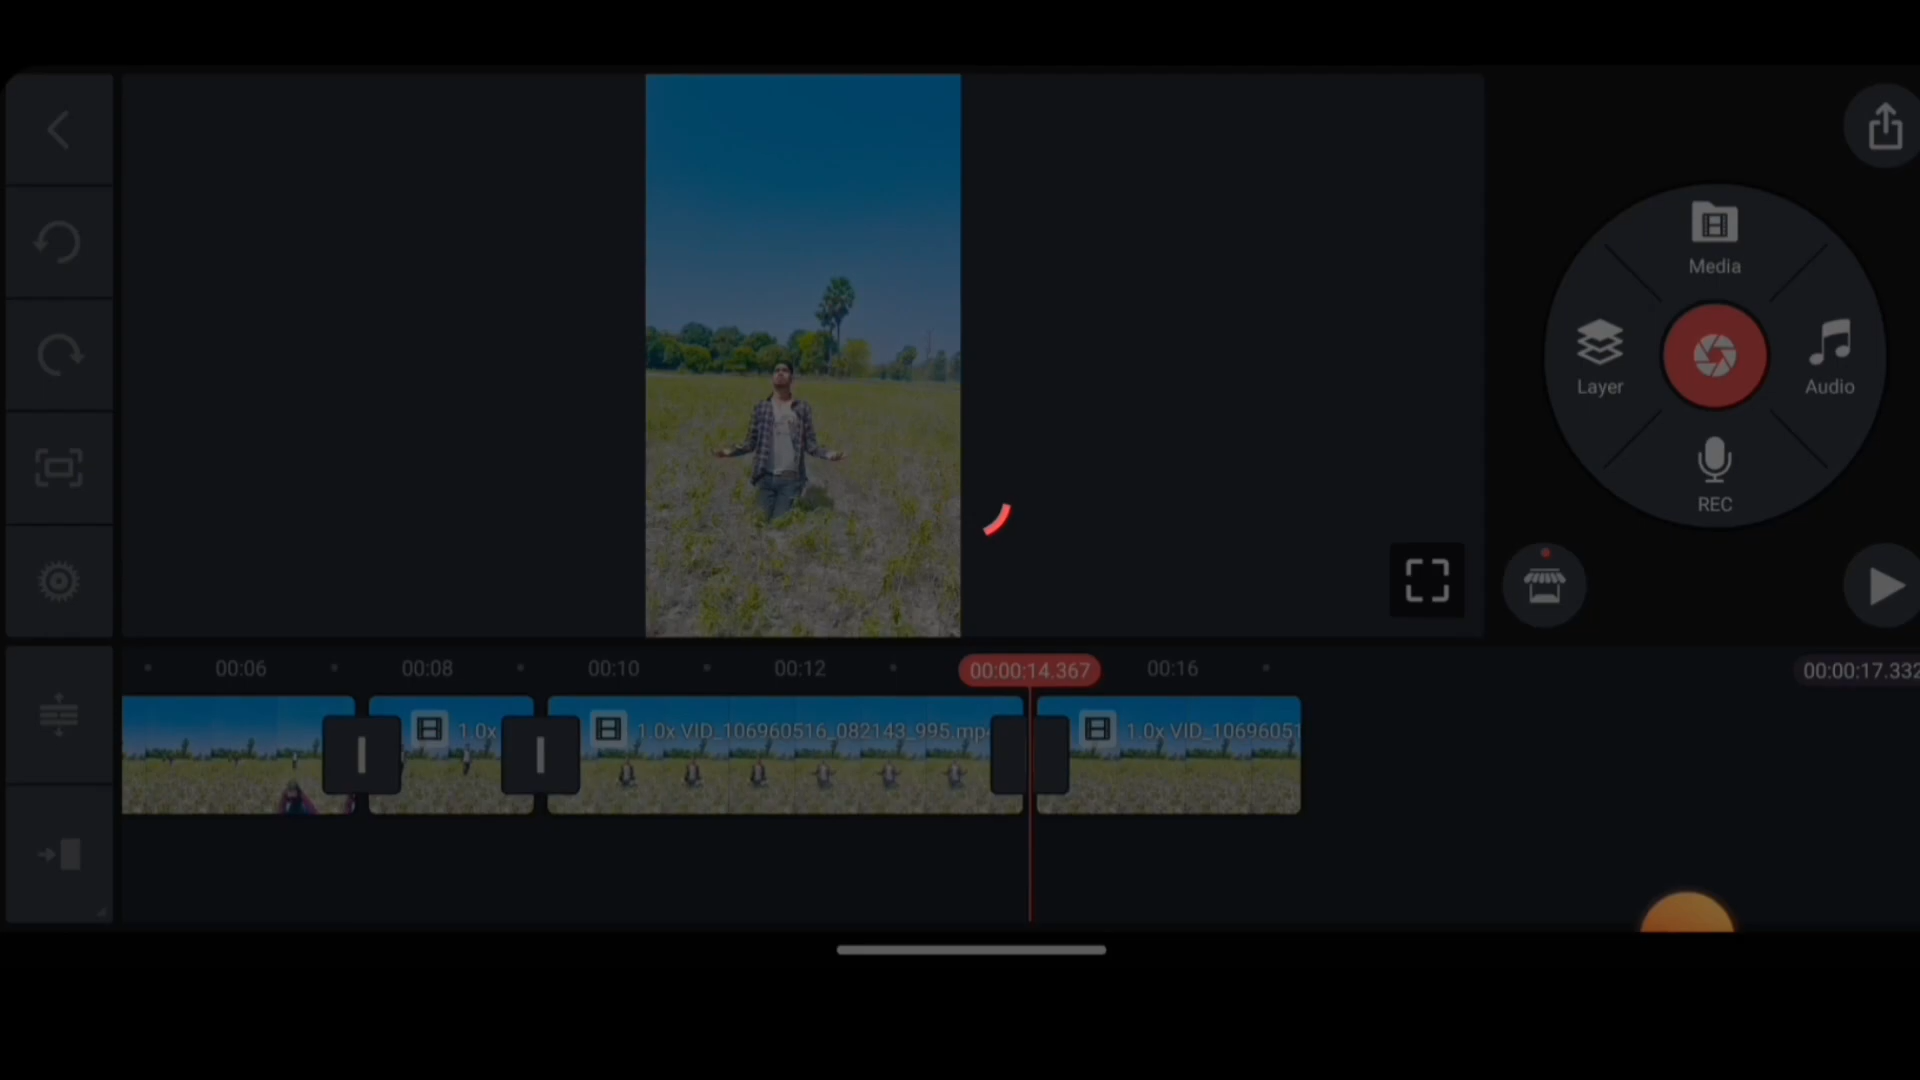 Media
Layer
Audio
REC
00:06
00:08
00:10
00:12
00:00:14.367
00:16
00:00:17.332
1.0x
1.0x VID_106960516_082143_995.mp4
1.0x VID_10696051